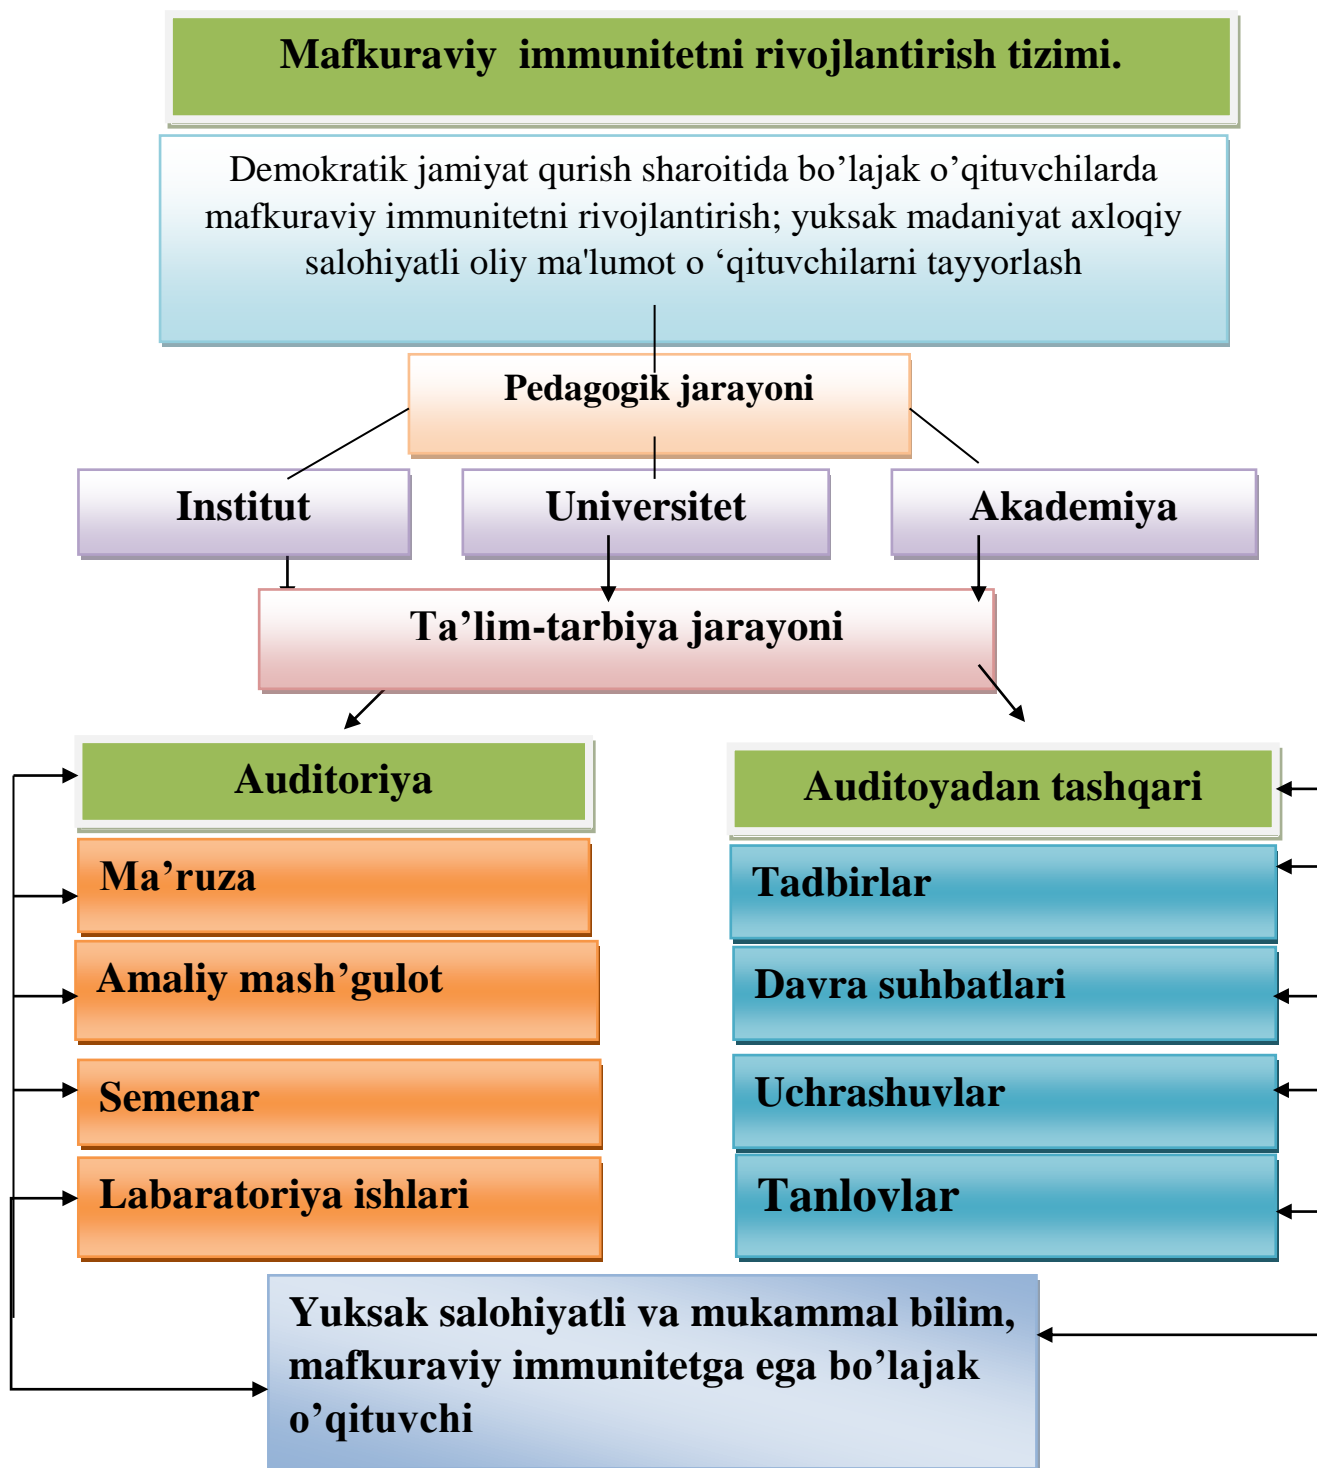 Mafkuraviy immunitetni rivojlantirish tizimi.
Demokratik jamiyat qurish sharoitida bo’lajak o’qituvchilarda
mafkuraviy immunitetni rivojlantirish; yuksak madaniyat axloqiy
salohiyatli oliy ma'lumot o ‘qituvchilarni tayyorlash
Pedagogik jarayoni
Institut
Universitet
Akademiya
Ta’lim-tarbiya jarayoni
Auditoriya
Ma’ruza
Amaliy mash’gulot
Semenar
Labaratoriya ishlari
Auditoyadan tashqari
Tadbirlar
Davra suhbatlari
Uchrashuvlar
Tanlovlar
Yuksak salohiyatli va mukammal bilim,
mafkuraviy immunitetga ega bo’lajak
o’qituvchi